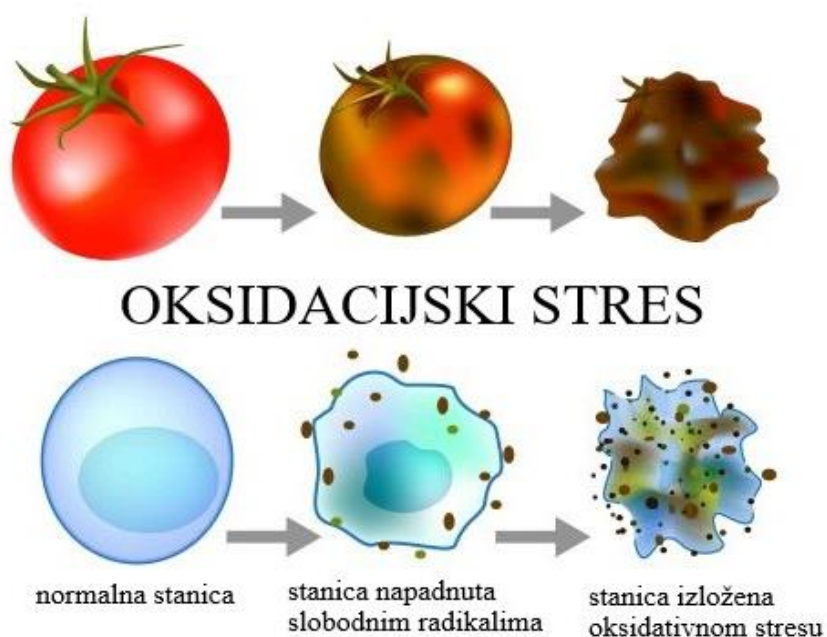 OKSIDACIJSKI STRES
normalna stanica
stanica napadnuta
slobodnim radikalima
stanica izložena
oksidativnom stresu